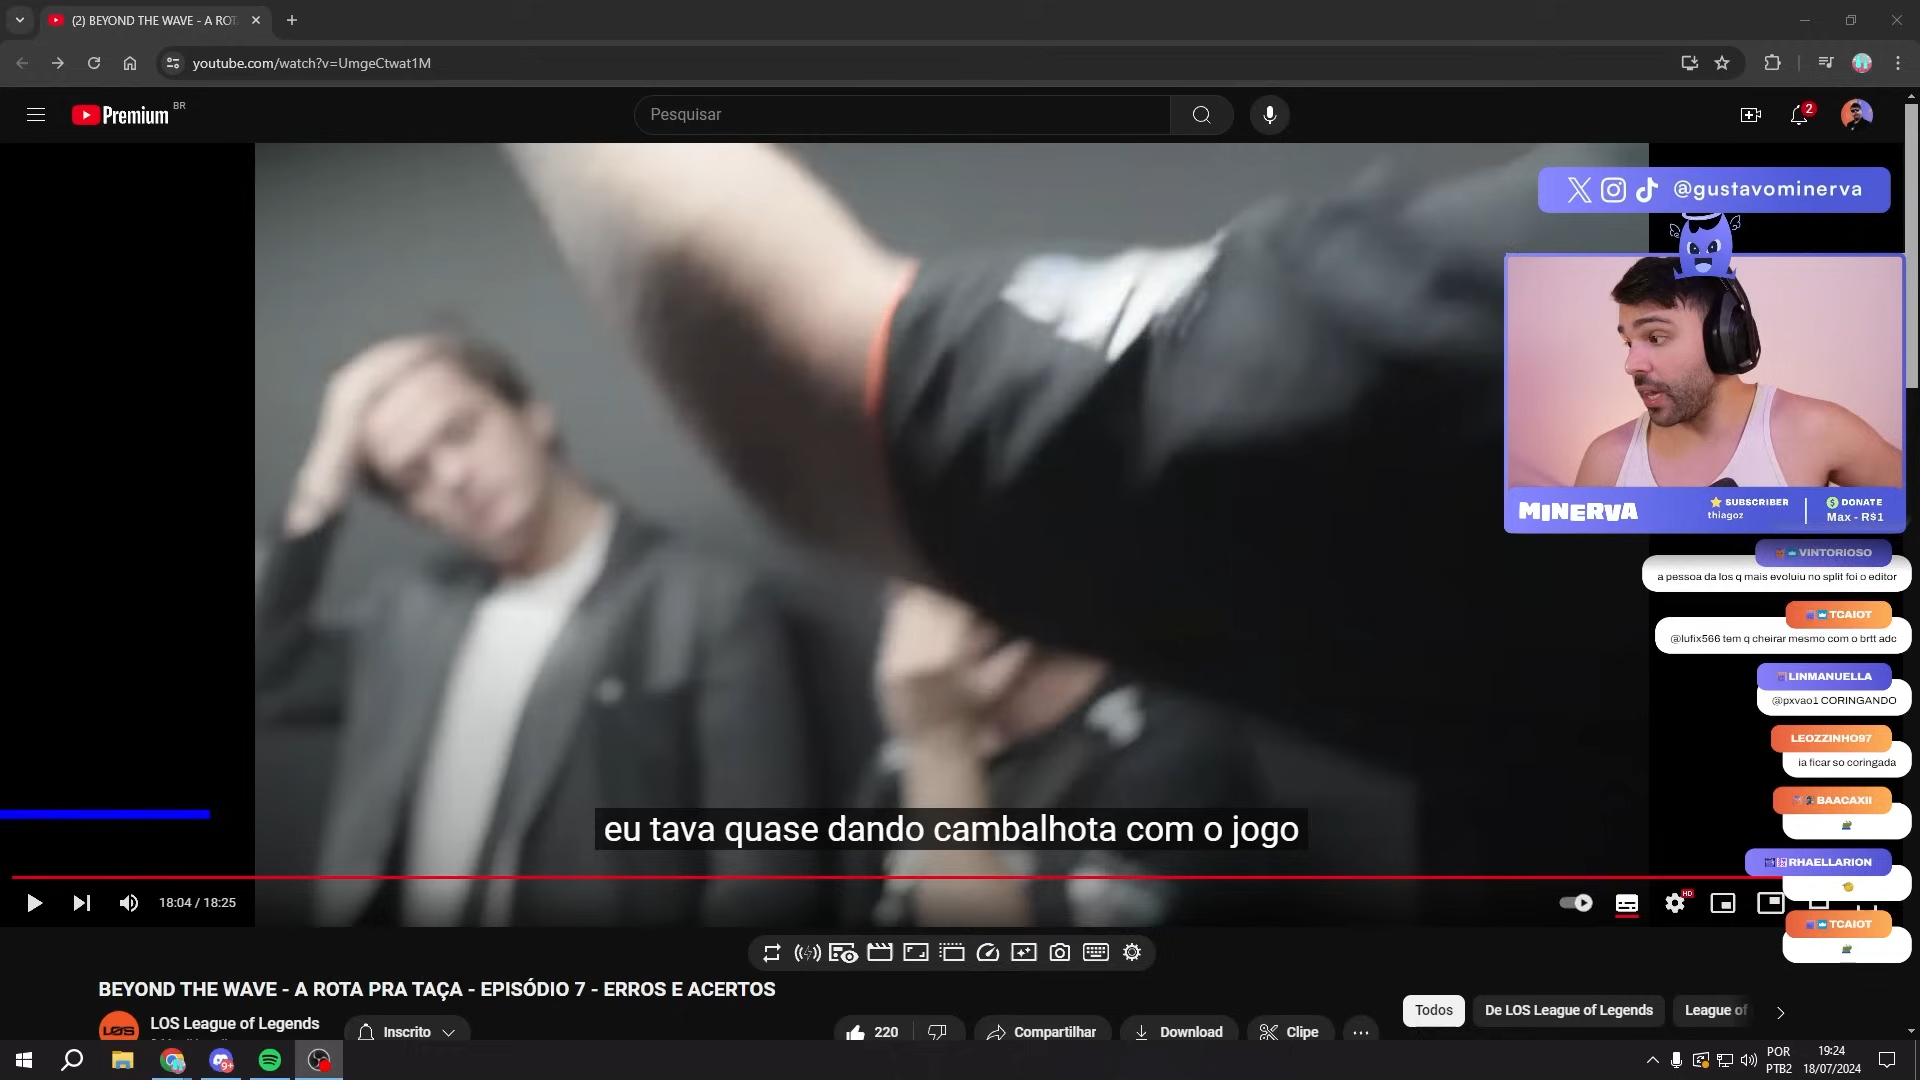 (2) BEYOND THE WAVE - A ROT
youtube.com/watch?v=UmgeCtwat1M
Premium BR
Pesquisar
2
@gustavominerva
MINERVA
SUBSCRIBER
thiagoz
DONATE
Max - R$1
VINTORIOSO
a pessoa da los q mais evoluiu no split foi o editor
TCAIOT
@lufix566 tem q cheirar mesmo com o brtt adc
LINMANUELLA
@pxvao1 CORINGANDO
LEOZZINHO97
ia ficar so coringada
BAACAXII
RHAELLARION
TCAIOT
eu tava quase dando cambalhota com o jogo
18:04 / 18:25
HD
BEYOND THE WAVE - A ROTA PRA TAÇA - EPISÓDIO 7 - ERROS E ACERTOS
LOS
LOS League of Legends
Inscrito
220
Compartilhar
Download
Clipe
Todos
De LOS League of Legends
League of
9+
POR
PTB2
19:24
18/07/2024